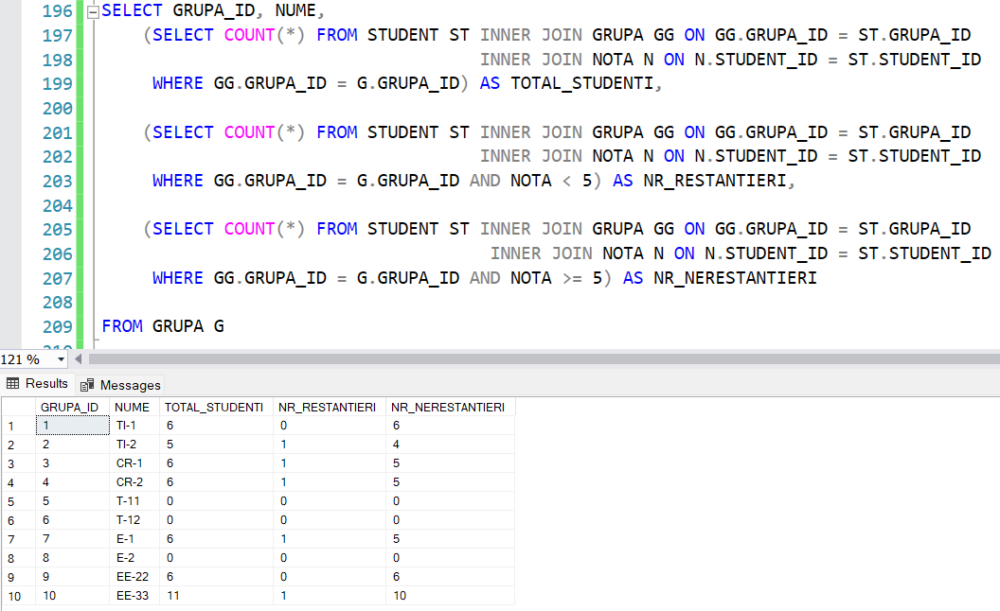 196 SELECT GRUPA_ID, NUME,
197 (SELECT COUNT(*) FROM STUDENT ST INNER JOIN GRUPA GG ON GG.GRUPA_ID = ST.GRUPA_ID
198 INNER JOIN NOTA N ON N.STUDENT_ID = ST.STUDENT_ID
199 WHERE GG.GRUPA_ID = G.GRUPA_ID) AS TOTAL_STUDENTI,
200
201 (SELECT COUNT(*) FROM STUDENT ST INNER JOIN GRUPA GG ON GG.GRUPA_ID = ST.GRUPA_ID
202 INNER JOIN NOTA N ON N.STUDENT_ID = ST.STUDENT_ID
203 WHERE GG.GRUPA_ID = G.GRUPA_ID AND NOTA < 5) AS NR_RESTANTIERI,
204
205 (SELECT COUNT(*) FROM STUDENT ST INNER JOIN GRUPA GG ON GG.GRUPA_ID = ST.GRUPA_ID
206 INNER JOIN NOTA N ON N.STUDENT_ID = ST.STUDENT_ID
207 WHERE GG.GRUPA_ID = G.GRUPA_ID AND NOTA >= 5) AS NR_NERESTANTIERI
208
209 FROM GRUPA G
121 %
Results Messages
GRUPA_ID NUME TOTAL_STUDENTI NR_RESTANTIERI NR_NERESTANTIERI
1 1 TI-1 6 0 6
2 2 TI-2 5 1 4
3 3 CR-1 6 1 5
4 4 CR-2 6 1 5
5 5 T-11 0 0 0
6 6 T-12 0 0 0
7 7 E-1 6 1 5
8 8 E-2 0 0 0
9 9 EE-22 6 0 6
10 10 EE-33 11 1 10